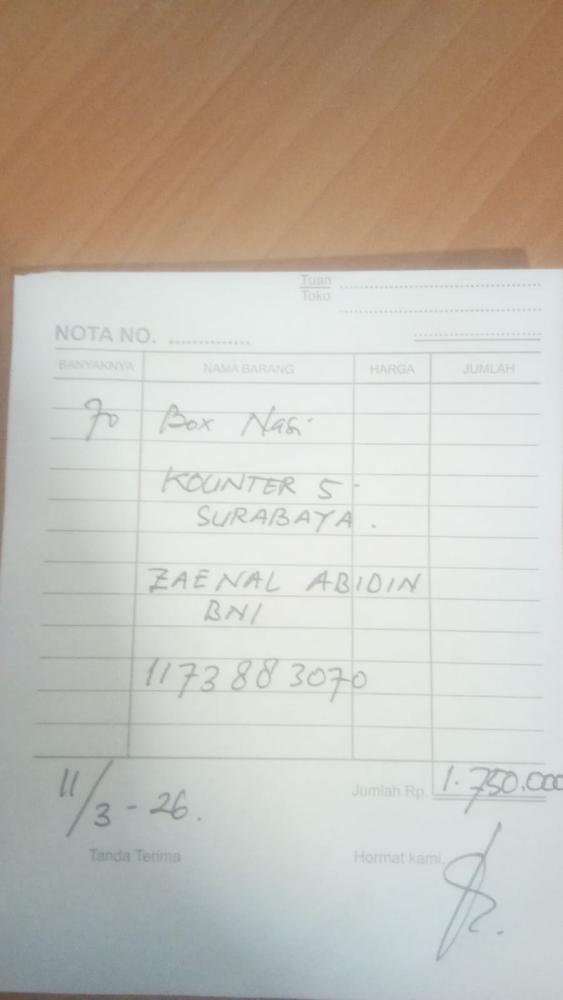 Tuan
Toko
NOTA NO.
BANYAKNYA NAMA BARANG HARGA JUMLAH
70 Box Nasi
KOUNTER 5
SURABAYA.
ZAENAL ABIDIN
BNI
1173883070
11/3-26.
Jumlah Rp. 1.750.000
Tanda Terima Hormat kami,